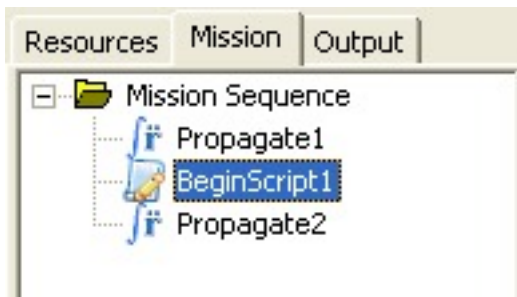 Resources Mission Output
Mission Sequence
Propagate1
BeginScript1
Propagate2